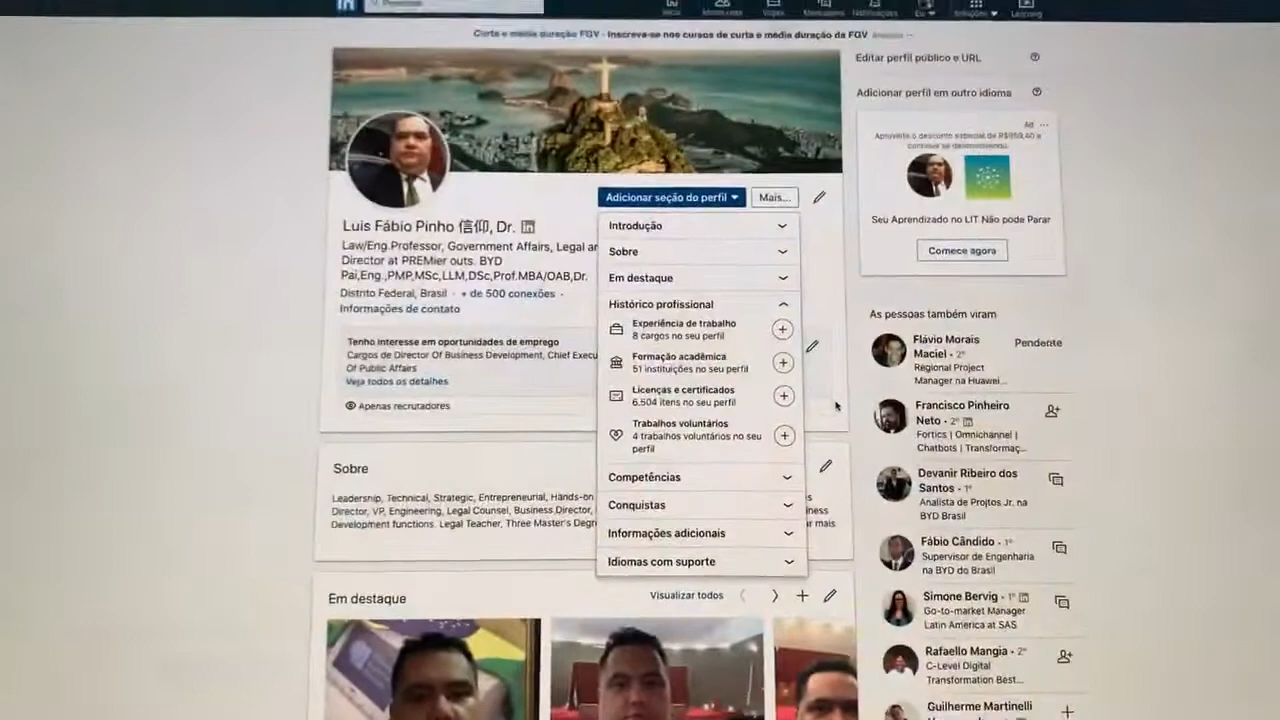 Curta e média duração FGV - Inscreva-se nos cursos de curta e média duração da FGV
Editar perfil público e URL
Adicionar perfil em outro idioma
Ad ...
Aproveite o desconto especial de R$959,40 e
continue se desenvolvendo.
Seu Aprendizado no LIT Não pode Parar
Comece agora
Adicionar seção do perfil
Mais...
Luis Fábio Pinho 信仰, Dr.
Law/Eng.Professor, Government Affairs, Legal an
Director at PREMier outs. BYD
Pai,Eng.,PMP,MSc,LLM,DSc,Prof.MBA/OAB,Dr.
Distrito Federal, Brasil · + de 500 conexões ·
Informações de contato
Tenho interesse em oportunidades de emprego
Cargos de Director Of Business Development, Chief Execu
Of Public Affairs
Veja todos os detalhes
Apenas recrutadores
Introdução
Sobre
Em destaque
Histórico profissional
Experiência de trabalho
8 cargos no seu perfil
Formação acadêmica
51 instituições no seu perfil
Licenças e certificados
6.504 itens no seu perfil
Trabalhos voluntários
4 trabalhos voluntários no seu
perfil
Competências
Conquistas
Informações adicionais
Idiomas com suporte
Sobre
Leadership, Technical, Strategic, Entrepreneurial, Hands-on
Director, VP, Engineering, Legal Counsel, Business Director,
Development functions. Legal Teacher, Three Master's Degr
r mais
Em destaque
Visualizar todos
As pessoas também viram
Flávio Morais
Maciel · 2º
Regional Project
Manager na Huawei...
Pendente
Francisco Pinheiro
Neto · 2º
Fortics | Omnichannel |
Chatbots | Transformaç...
Devanir Ribeiro dos
Santos · 1º
Analista de Projtos Jr. na
BYD Brasil
Fábio Cândido · 1º
Supervisor de Engenharia
na BYD do Brasil
Simone Bervig · 1º
Go-to-market Manager
Latin America at SAS
Rafaello Mangia · 2º
C-Level Digital
Transformation Best...
Guilherme Martinelli